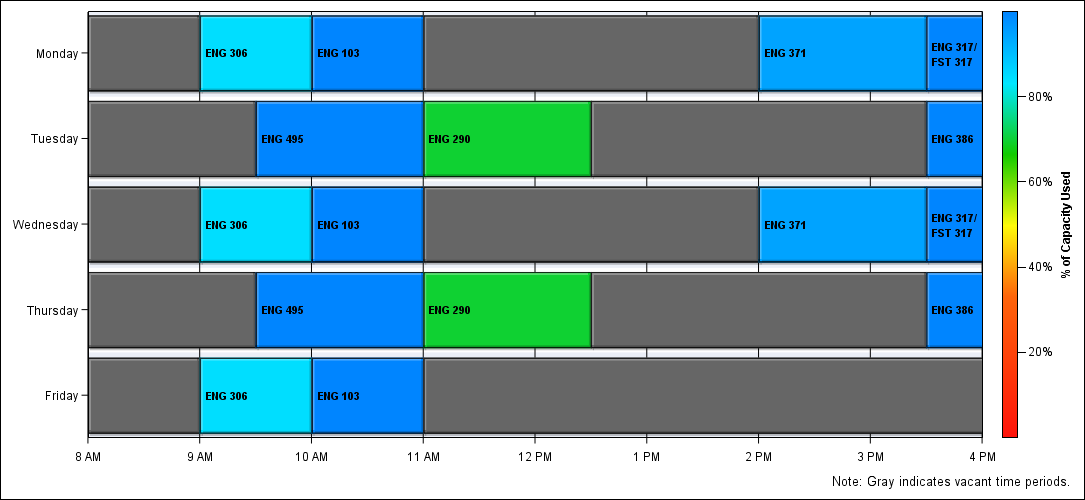 Monday
ENG 306
ENG 103
ENG 371
ENG 317/
FST 317
Tuesday
ENG 495
ENG 290
ENG 386
Wednesday
ENG 306
ENG 103
ENG 371
ENG 317/
FST 317
Thursday
ENG 495
ENG 290
ENG 386
Friday
ENG 306
ENG 103
8 AM
9 AM
10 AM
11 AM
12 PM
1 PM
2 PM
3 PM
4 PM
80%
60%
40%
20%
% of Capacity Used
Note: Gray indicates vacant time periods.